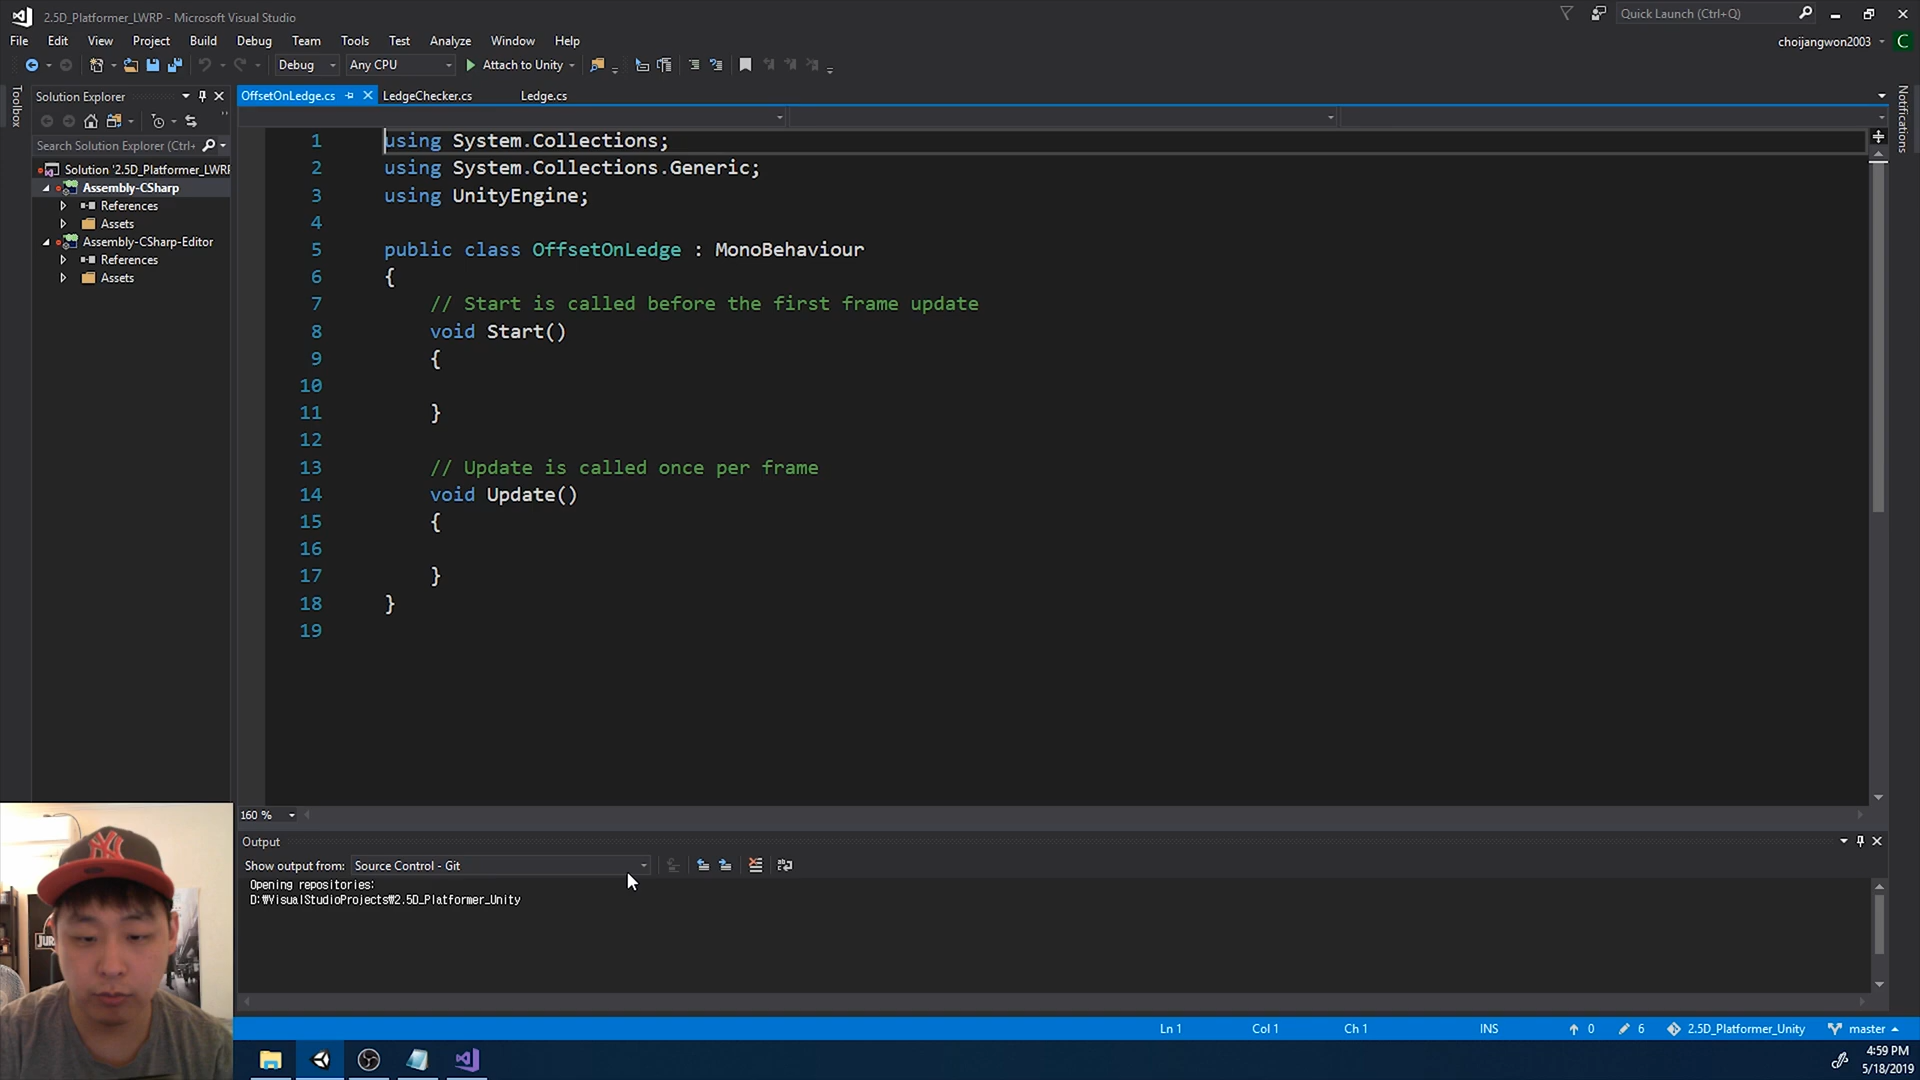 2.5D_Platformer_LWRP - Microsoft Visual Studio
Quick Launch (Ctrl+Q)
File Edit View Project Build Debug Team Tools Test Analyze Window Help
choijangwon2003
C
Debug
Any CPU
Attach to Unity
Toolbox
Solution Explorer
OffsetOnLedge.cs
LedgeChecker.cs
Ledge.cs
Notifications
Search Solution Explorer (Ctrl+
Solution '2.5D_Platformer_LWRP
Assembly-CSharp
References
Assets
Assembly-CSharp-Editor
References
Assets
1 using System.Collections;
2 using System.Collections.Generic;
3 using UnityEngine;
4
5 public class OffsetOnLedge : MonoBehaviour
6 {
7 // Start is called before the first frame update
8 void Start()
9 {
10
11 }
12
13 // Update is called once per frame
14 void Update()
15 {
16
17 }
18 }
19
160 %
Output
Show output from: Source Control - Git
Opening repositories:
D:₩VisualStudioProjects₩2.5D_Platformer_Unity
Ln 1 Col 1 Ch 1 INS 0 6 2.5D_Platformer_Unity master
4:59 PM
5/18/2019